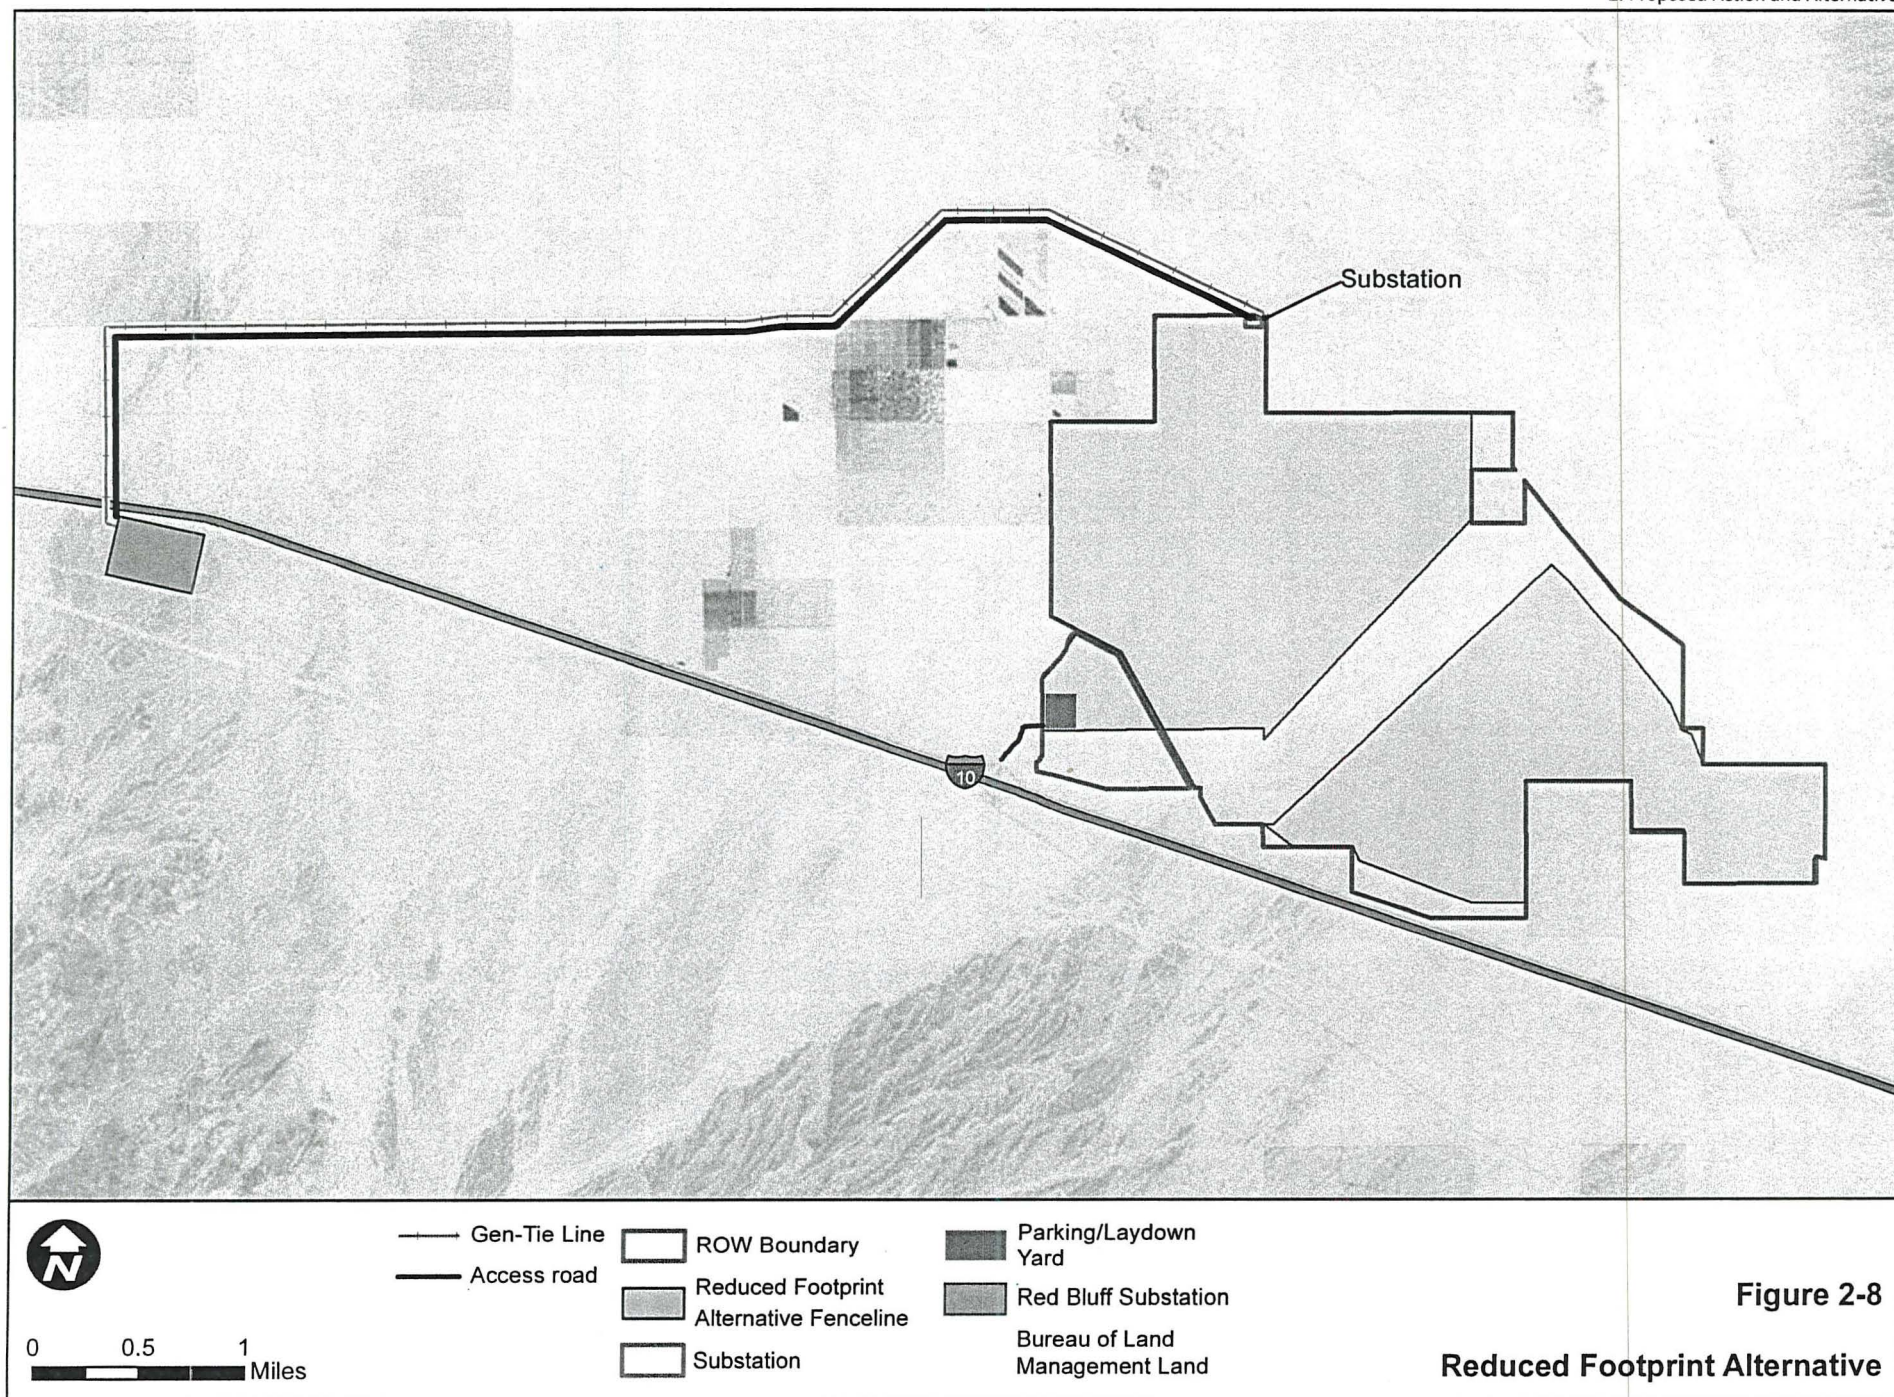 Substation
10
N
0 0.5 1
Miles
Gen-Tie Line
Access road
ROW Boundary
Reduced Footprint
Alternative Fenceline
Substation
Parking/Laydown
Yard
Red Bluff Substation
Bureau of Land
Management Land
Figure 2-8
Reduced Footprint Alternative